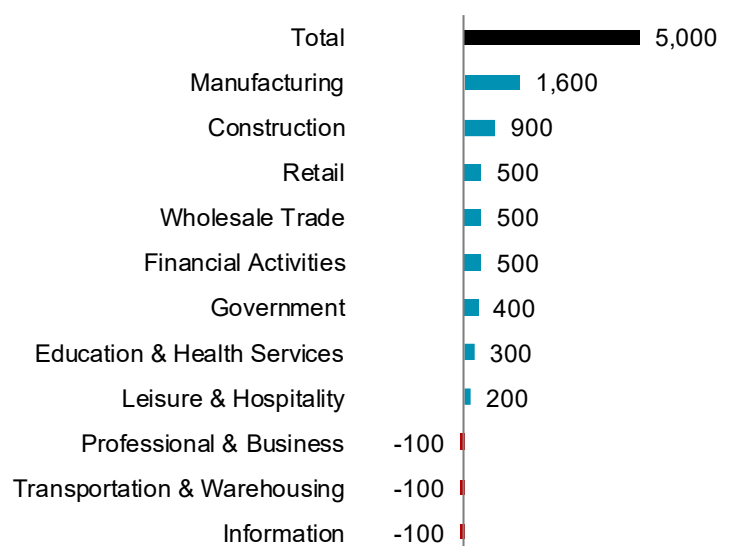 Total 5,000
Manufacturing 1,600
Construction 900
Retail 500
Wholesale Trade 500
Financial Activities 500
Government 400
Education & Health Services 300
Leisure & Hospitality 200
Professional & Business -100
Transportation & Warehousing -100
Information -100